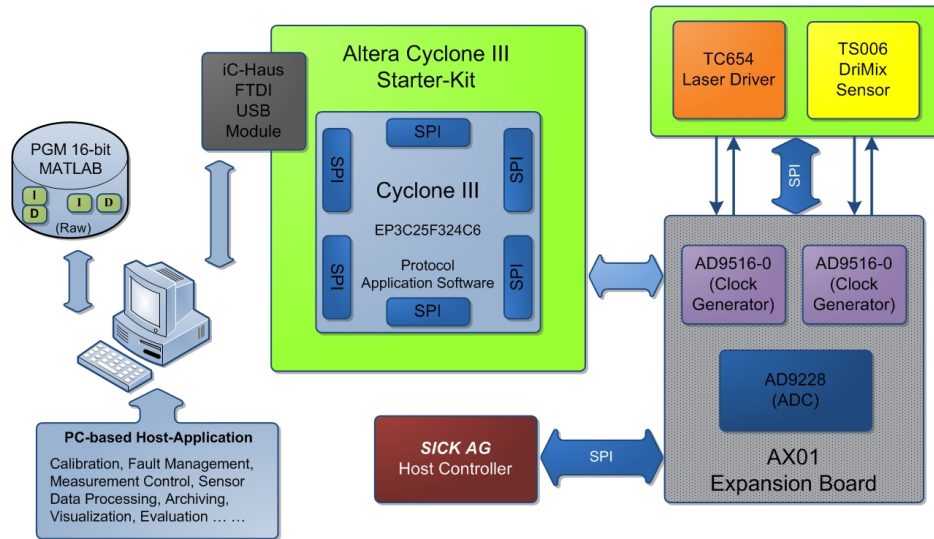 iC-Haus
FTDI
USB
Module
Altera Cyclone III
Starter-Kit
TC654
Laser Driver
TS006
DriMix
Sensor
PGM 16-bit
MATLAB
I
D
I
D
(Raw)
SPI
SPI
SPI
Cyclone III
EP3C25F324C6
Protocol
Application Software
SPI
SPI
SPI
SPI
AD9516-0
(Clock
Generator)
AD9516-0
(Clock
Generator)
AD9228
(ADC)
AX01
Expansion Board
SICK AG
Host Controller
SPI
PC-based Host-Application
Calibration, Fault Management,
Measurement Control, Sensor
Data Processing, Archiving,
Visualization, Evaluation … …